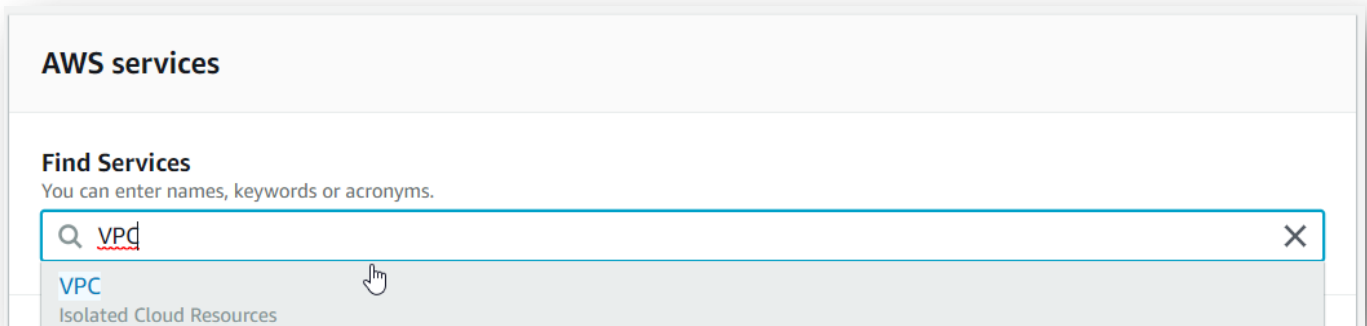 AWS services
Find Services
You can enter names, keywords or acronyms.
VPC
VPC
Isolated Cloud Resources